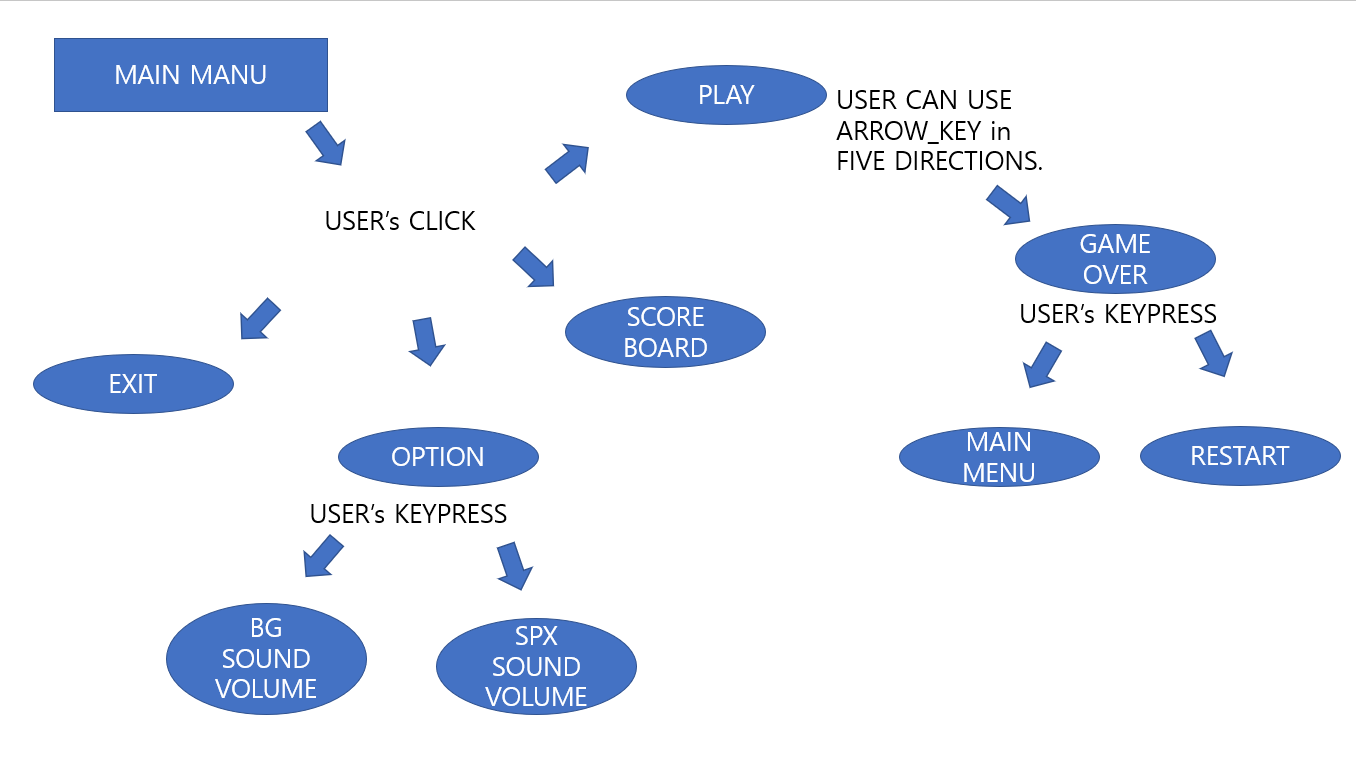 MAIN MANU
PLAY
USER CAN USE
ARROW_KEY in
FIVE DIRECTIONS.
USER’s CLICK
GAME
OVER
USER’s KEYPRESS
SCORE
BOARD
EXIT
OPTION
MAIN
MENU
RESTART
USER’s KEYPRESS
BG
SOUND
VOLUME
SPX
SOUND
VOLUME